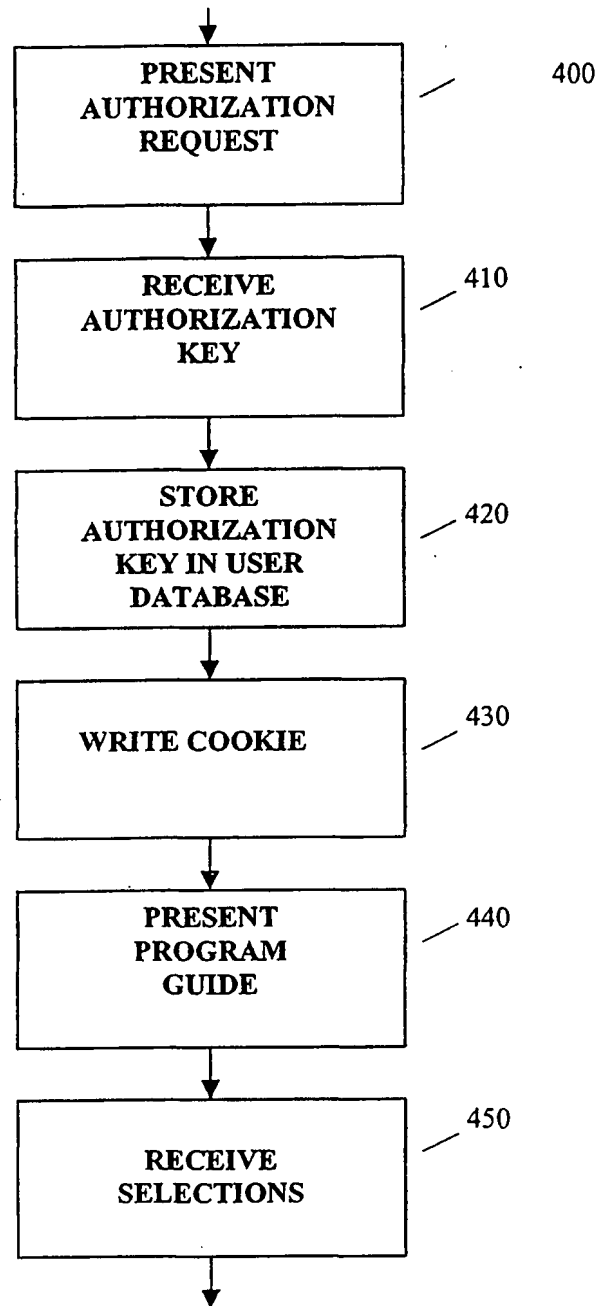 PRESENT
AUTHORIZATION
REQUEST
400
RECEIVE
AUTHORIZATION
KEY
410
STORE
AUTHORIZATION
KEY IN USER
DATABASE
420
WRITE COOKIE
430
PRESENT
PROGRAM
GUIDE
440
RECEIVE
SELECTIONS
450